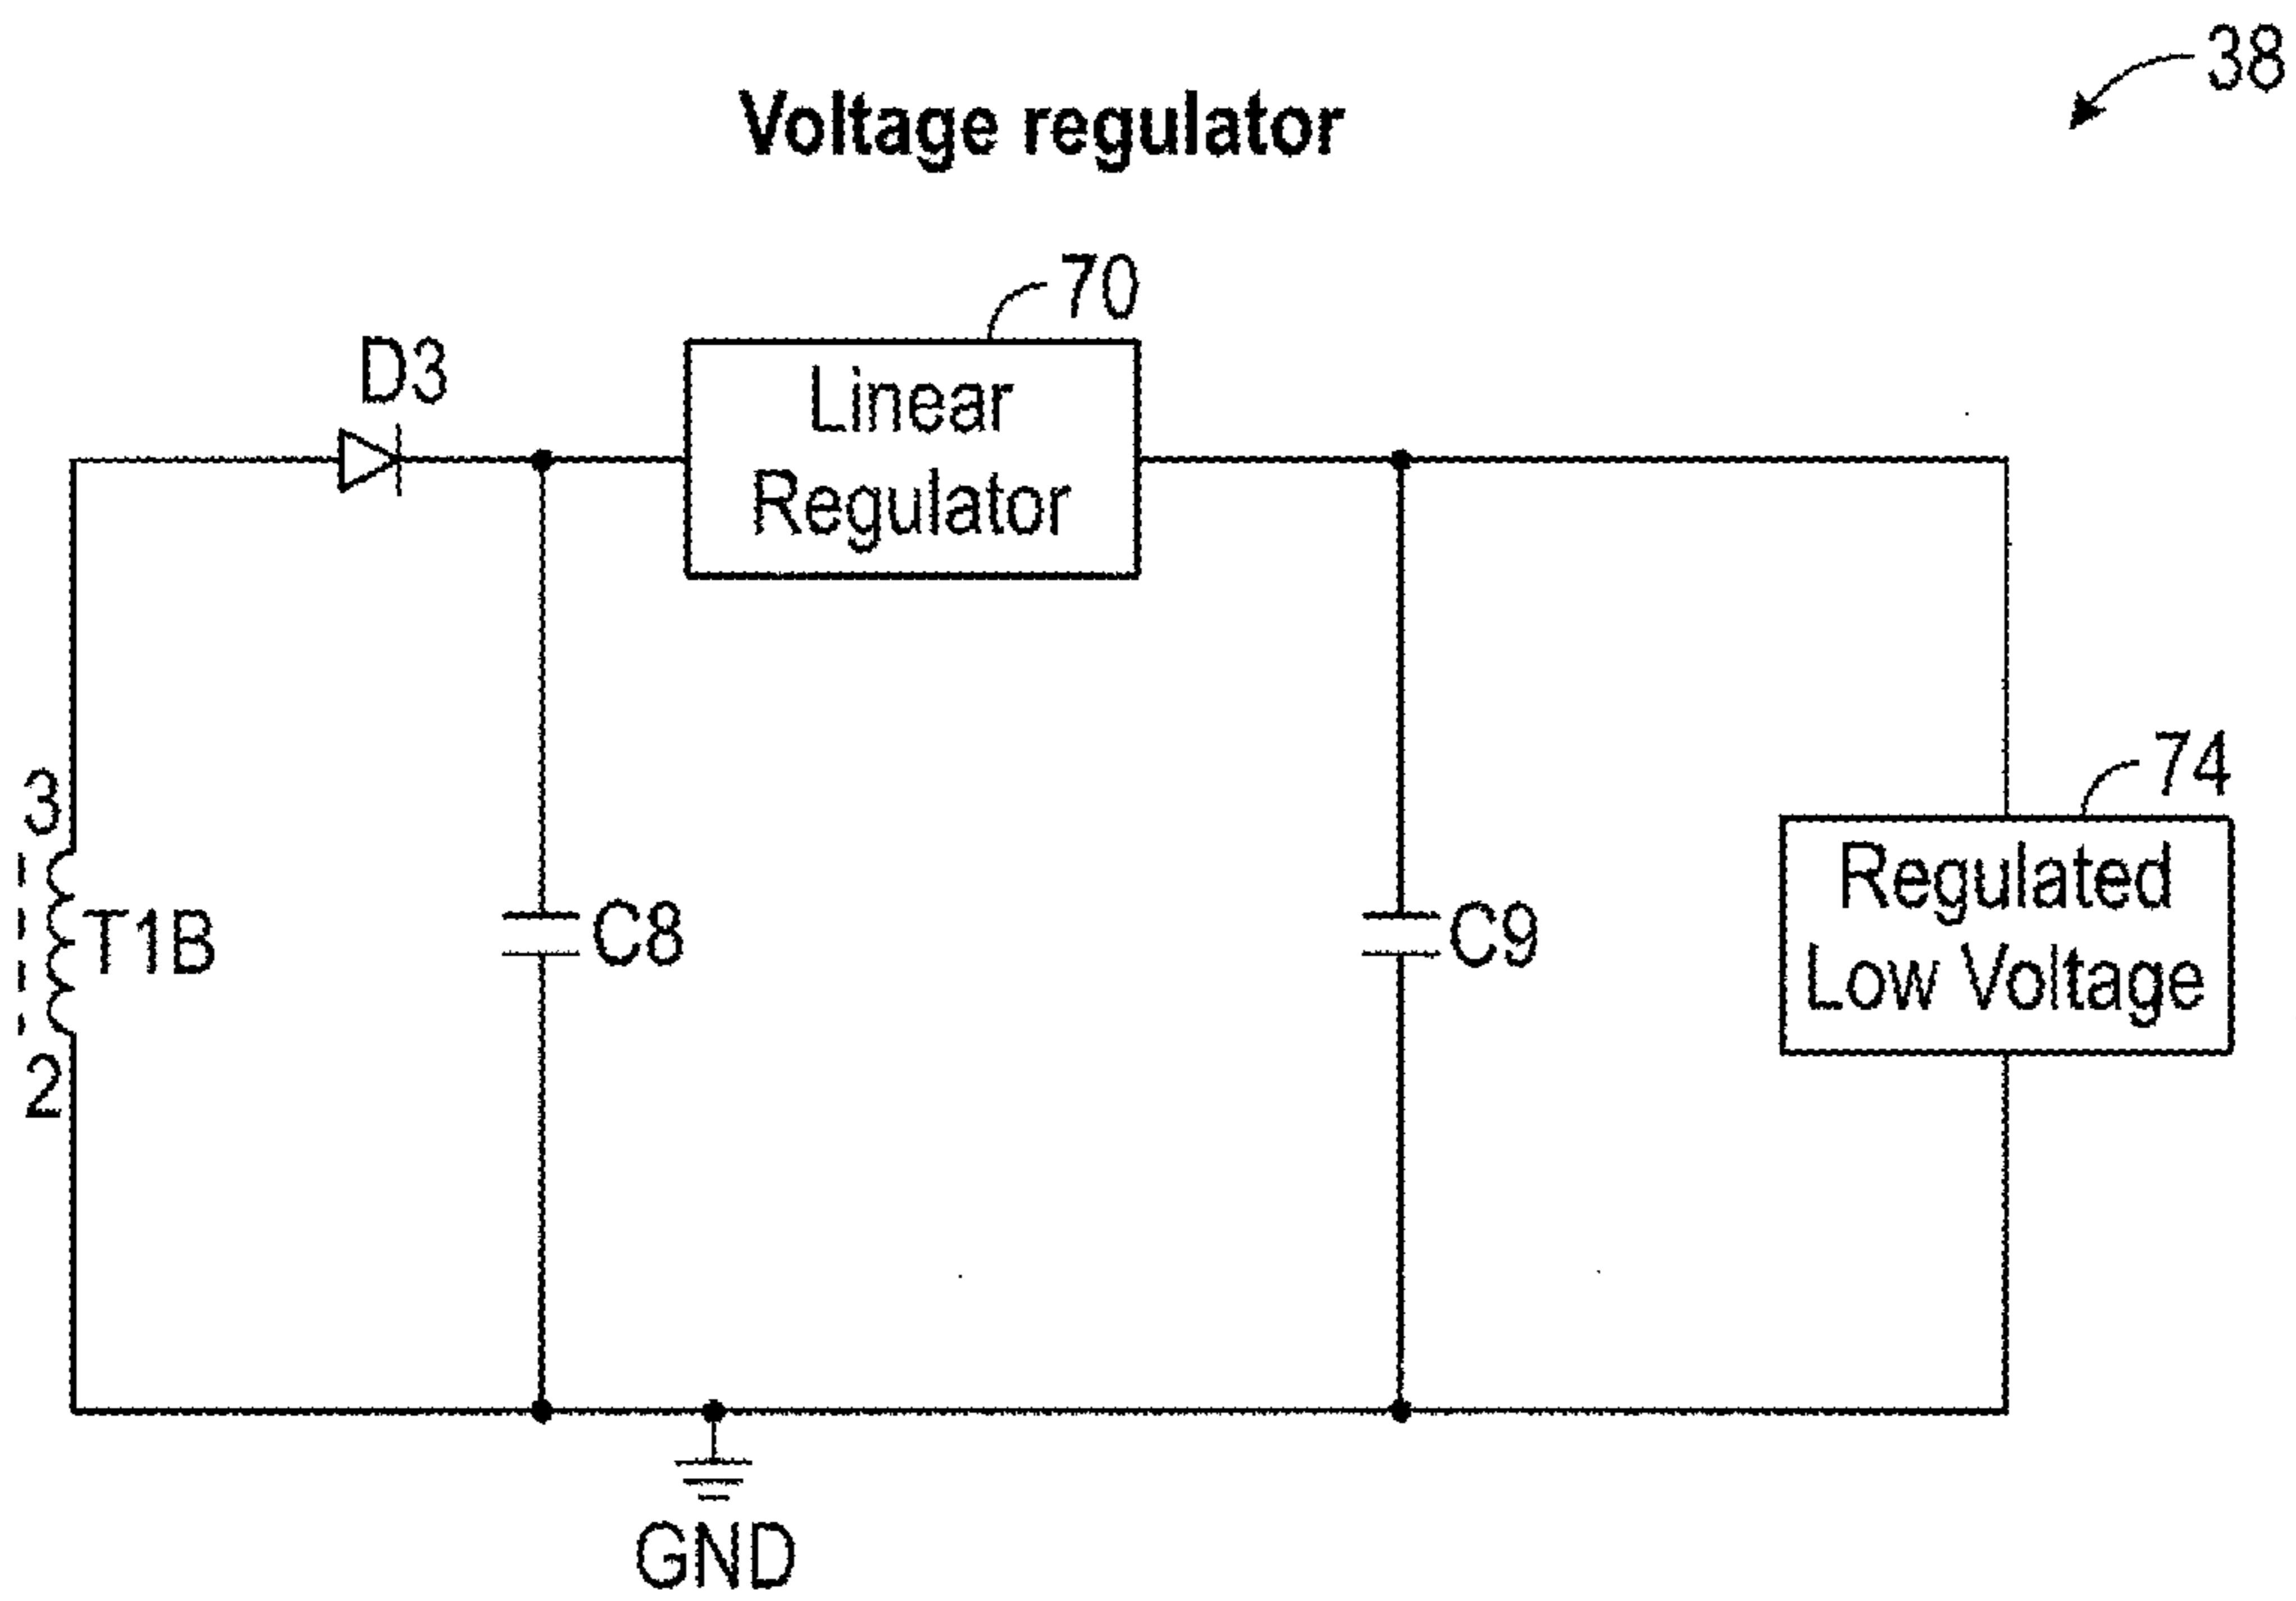 38
Voltage regulator
70
D3
Linear
Regulator
74
3
Regulated
Low Voltage
T1B
C8
C9
2
GND